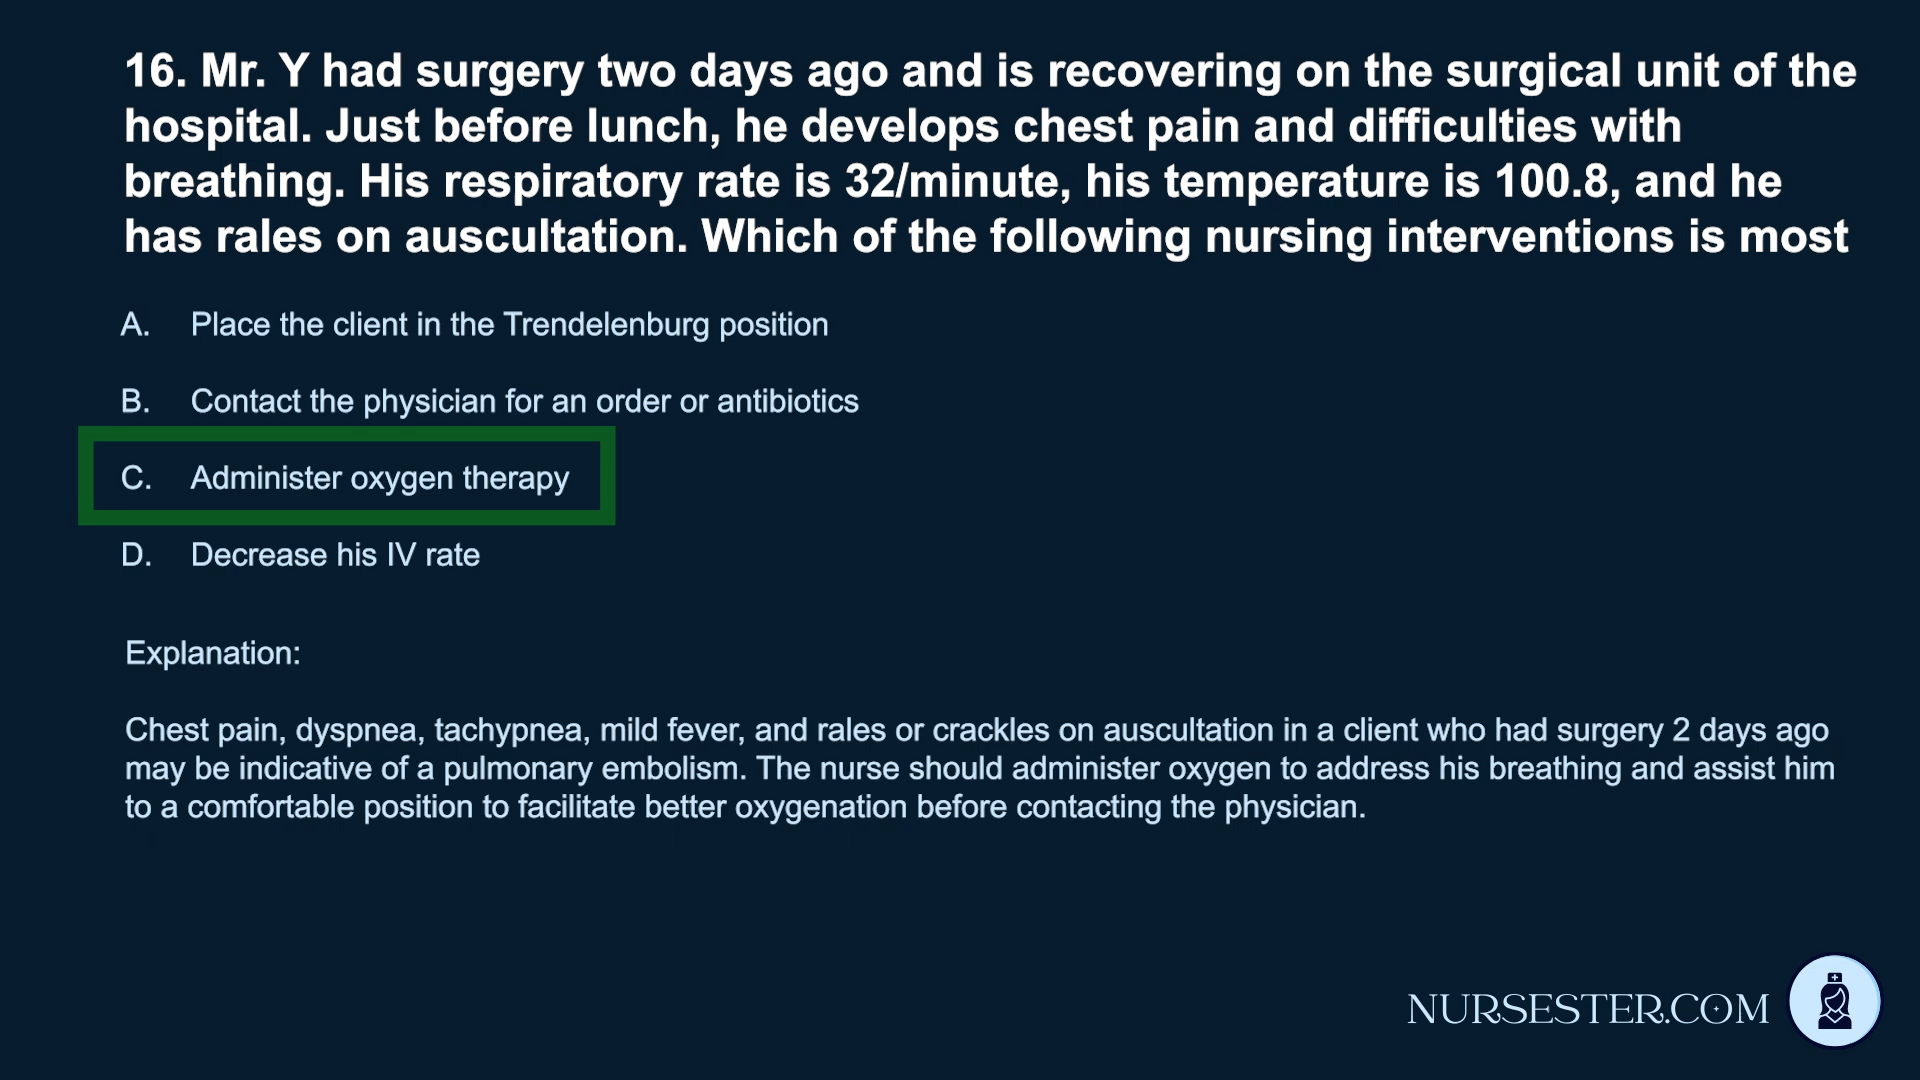 16. Mr. Y had surgery two days ago and is recovering on the surgical unit of the
hospital. Just before lunch, he develops chest pain and difficulties with
breathing. His respiratory rate is 32/minute, his temperature is 100.8, and he
has rales on auscultation. Which of the following nursing interventions is most
A. Place the client in the Trendelenburg position
B. Contact the physician for an order or antibiotics
C. Administer oxygen therapy
D. Decrease his IV rate
Explanation:
Chest pain, dyspnea, tachypnea, mild fever, and rales or crackles on auscultation in a client who had surgery 2 days ago
may be indicative of a pulmonary embolism. The nurse should administer oxygen to address his breathing and assist him
to a comfortable position to facilitate better oxygenation before contacting the physician.
NURSESTER.COM